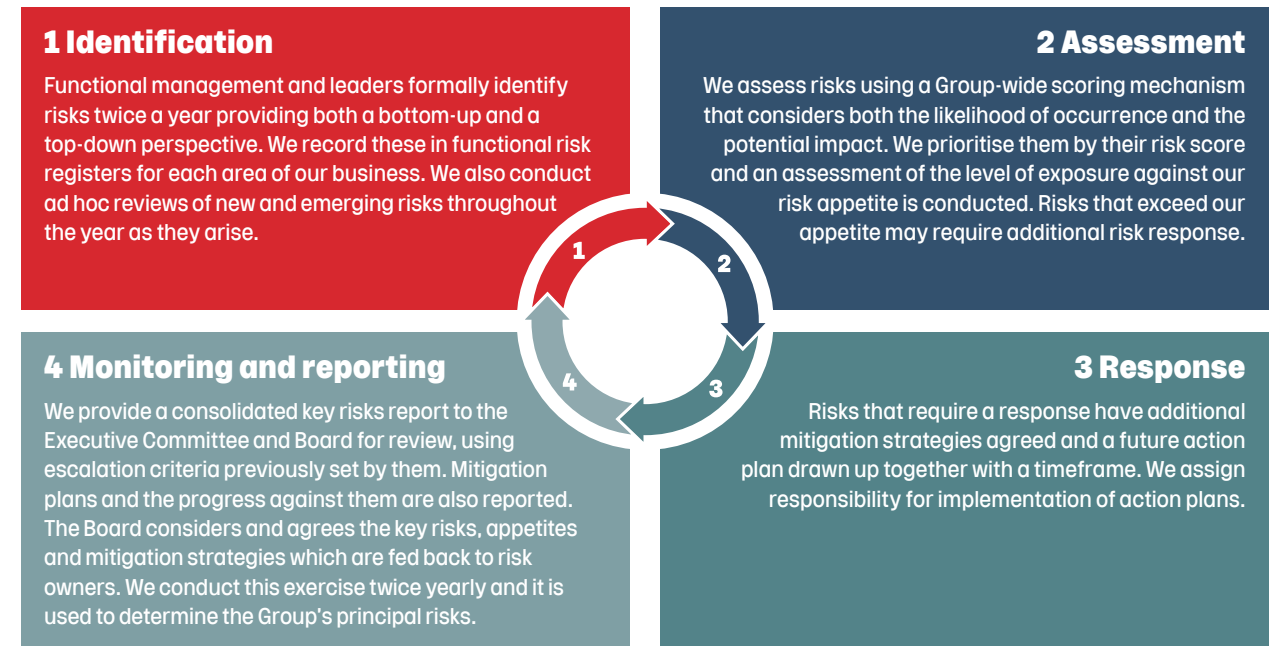 1 Identification
Functional management and leaders formally identify
risks twice a year providing both a bottom-up and a
top-down perspective. We record these in functional risk
registers for each area of our business. We also conduct
ad hoc reviews of new and emerging risks throughout
the year as they arise.
2 Assessment
We assess risks using a Group-wide scoring mechanism
that considers both the likelihood of occurrence and the
potential impact. We prioritise them by their risk score
and an assessment of the level of exposure against our
risk appetite is conducted. Risks that exceed our
appetite may require additional risk response.
1
2
3
4
3 Response
Risks that require a response have additional
mitigation strategies agreed and a future action
plan drawn up together with a timeframe. We assign
responsibility for implementation of action plans.
4 Monitoring and reporting
We provide a consolidated key risks report to the
Executive Committee and Board for review, using
escalation criteria previously set by them. Mitigation
plans and the progress against them are also reported.
The Board considers and agrees the key risks, appetites
and mitigation strategies which are fed back to risk
owners. We conduct this exercise twice yearly and it is
used to determine the Group's principal risks.